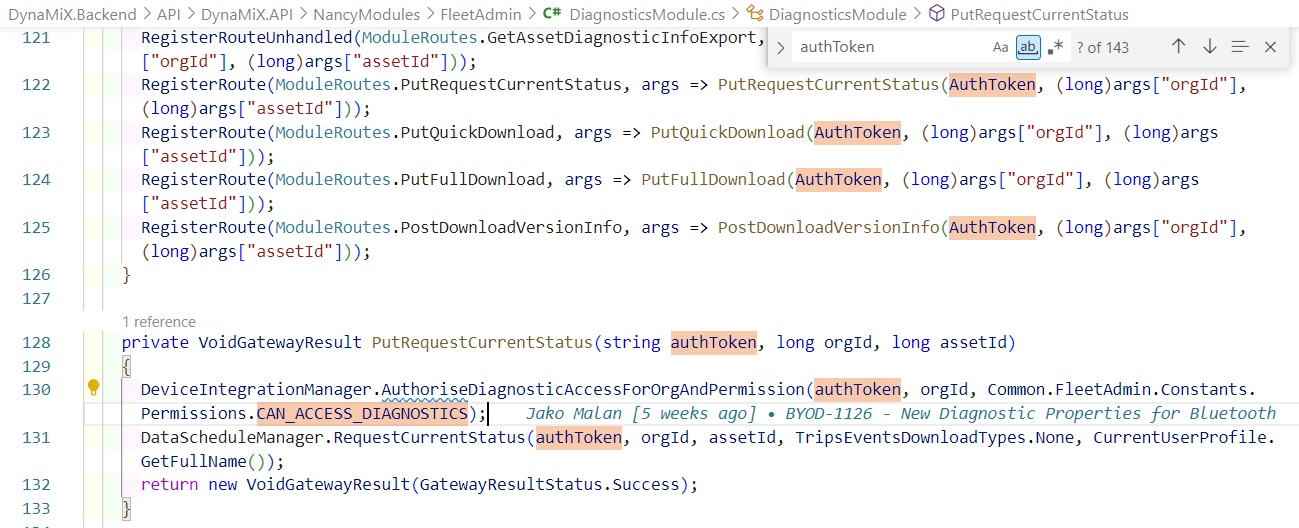 DynaMiX.Backend > API > DynaMiX.API > NancyModules > FleetAdmin > C# DiagnosticsModule.cs > DiagnosticsModule > PutRequestCurrentStatus
authToken Aa ab .* ? of 143
121 RegisterRouteUnhandled(ModuleRoutes.GetAssetDiagnosticInfoExport,
["orgId"], (long)args["assetId"]));
122 RegisterRoute(ModuleRoutes.PutRequestCurrentStatus, args => PutRequestCurrentStatus(AuthToken, (long)args["orgId"],
(long)args["assetId"]));
123 RegisterRoute(ModuleRoutes.PutQuickDownload, args => PutQuickDownload(AuthToken, (long)args["orgId"], (long)args
["assetId"]));
124 RegisterRoute(ModuleRoutes.PutFullDownload, args => PutFullDownload(AuthToken, (long)args["orgId"], (long)args
["assetId"]));
125 RegisterRoute(ModuleRoutes.PostDownloadVersionInfo, args => PostDownloadVersionInfo(AuthToken, (long)args["orgId"],
(long)args["assetId"]));
126 }
127
1 reference
128 private VoidGatewayResult PutRequestCurrentStatus(string authToken, long orgId, long assetId)
129 {
130 DeviceIntegrationManager.AuthoriseDiagnosticAccessForOrgAndPermission(authToken, orgId, Common.FleetAdmin.Constants.
Permissions.CAN_ACCESS_DIAGNOSTICS); Jako Malan [5 weeks ago] • BYOD-1126 - New Diagnostic Properties for Bluetooth
131 DataScheduleManager.RequestCurrentStatus(authToken, orgId, assetId, TripsEventsDownloadTypes.None, CurrentUserProfile.
GetFullName());
132 return new VoidGatewayResult(GatewayResultStatus.Success);
133 }